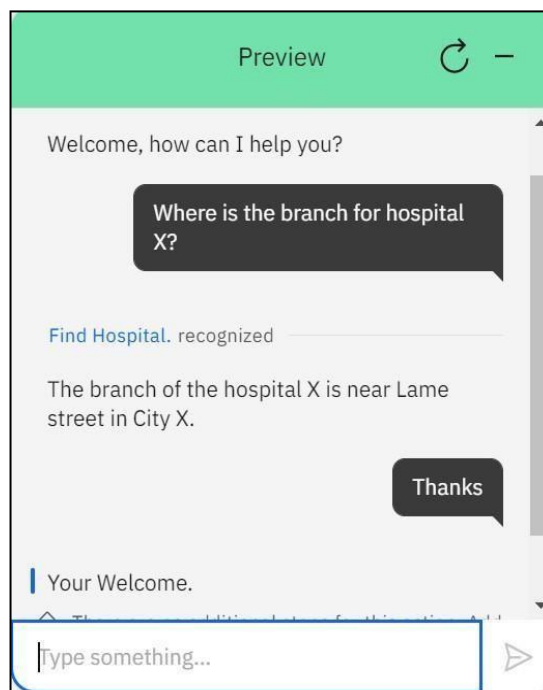 Preview
Welcome, how can I help you?
Where is the branch for hospital
X?
Find Hospital. recognized
The branch of the hospital X is near Lame
street in City X.
Thanks
Your Welcome.
Type something...